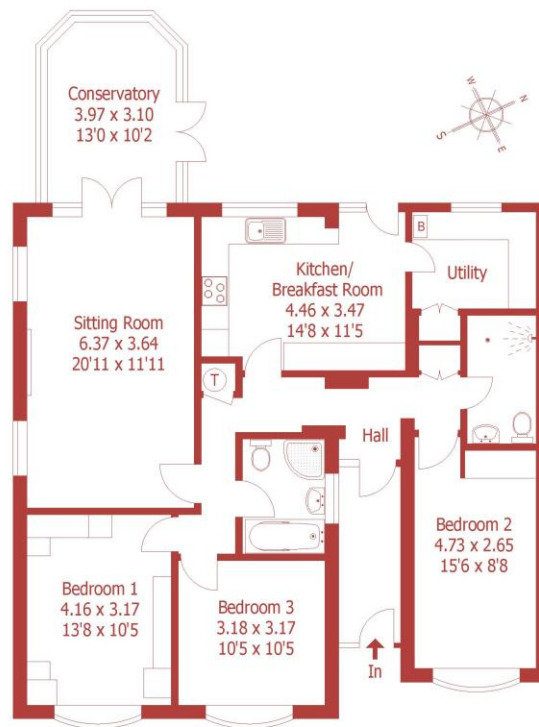 Conservatory
3.97 x 3.10
13'0 x 10'2
W
N
S
E
Kitchen/
Breakfast Room
4.46 x 3.47
14'8 x 11'5
B
Utility
Sitting Room
6.37 x 3.64
20'11 x 11'11
T
Hall
Bedroom 1
4.16 x 3.17
13'8 x 10'5
Bedroom 3
3.18 x 3.17
10'5 x 10'5
Bedroom 2
4.73 x 2.65
15'6 x 8'8
In